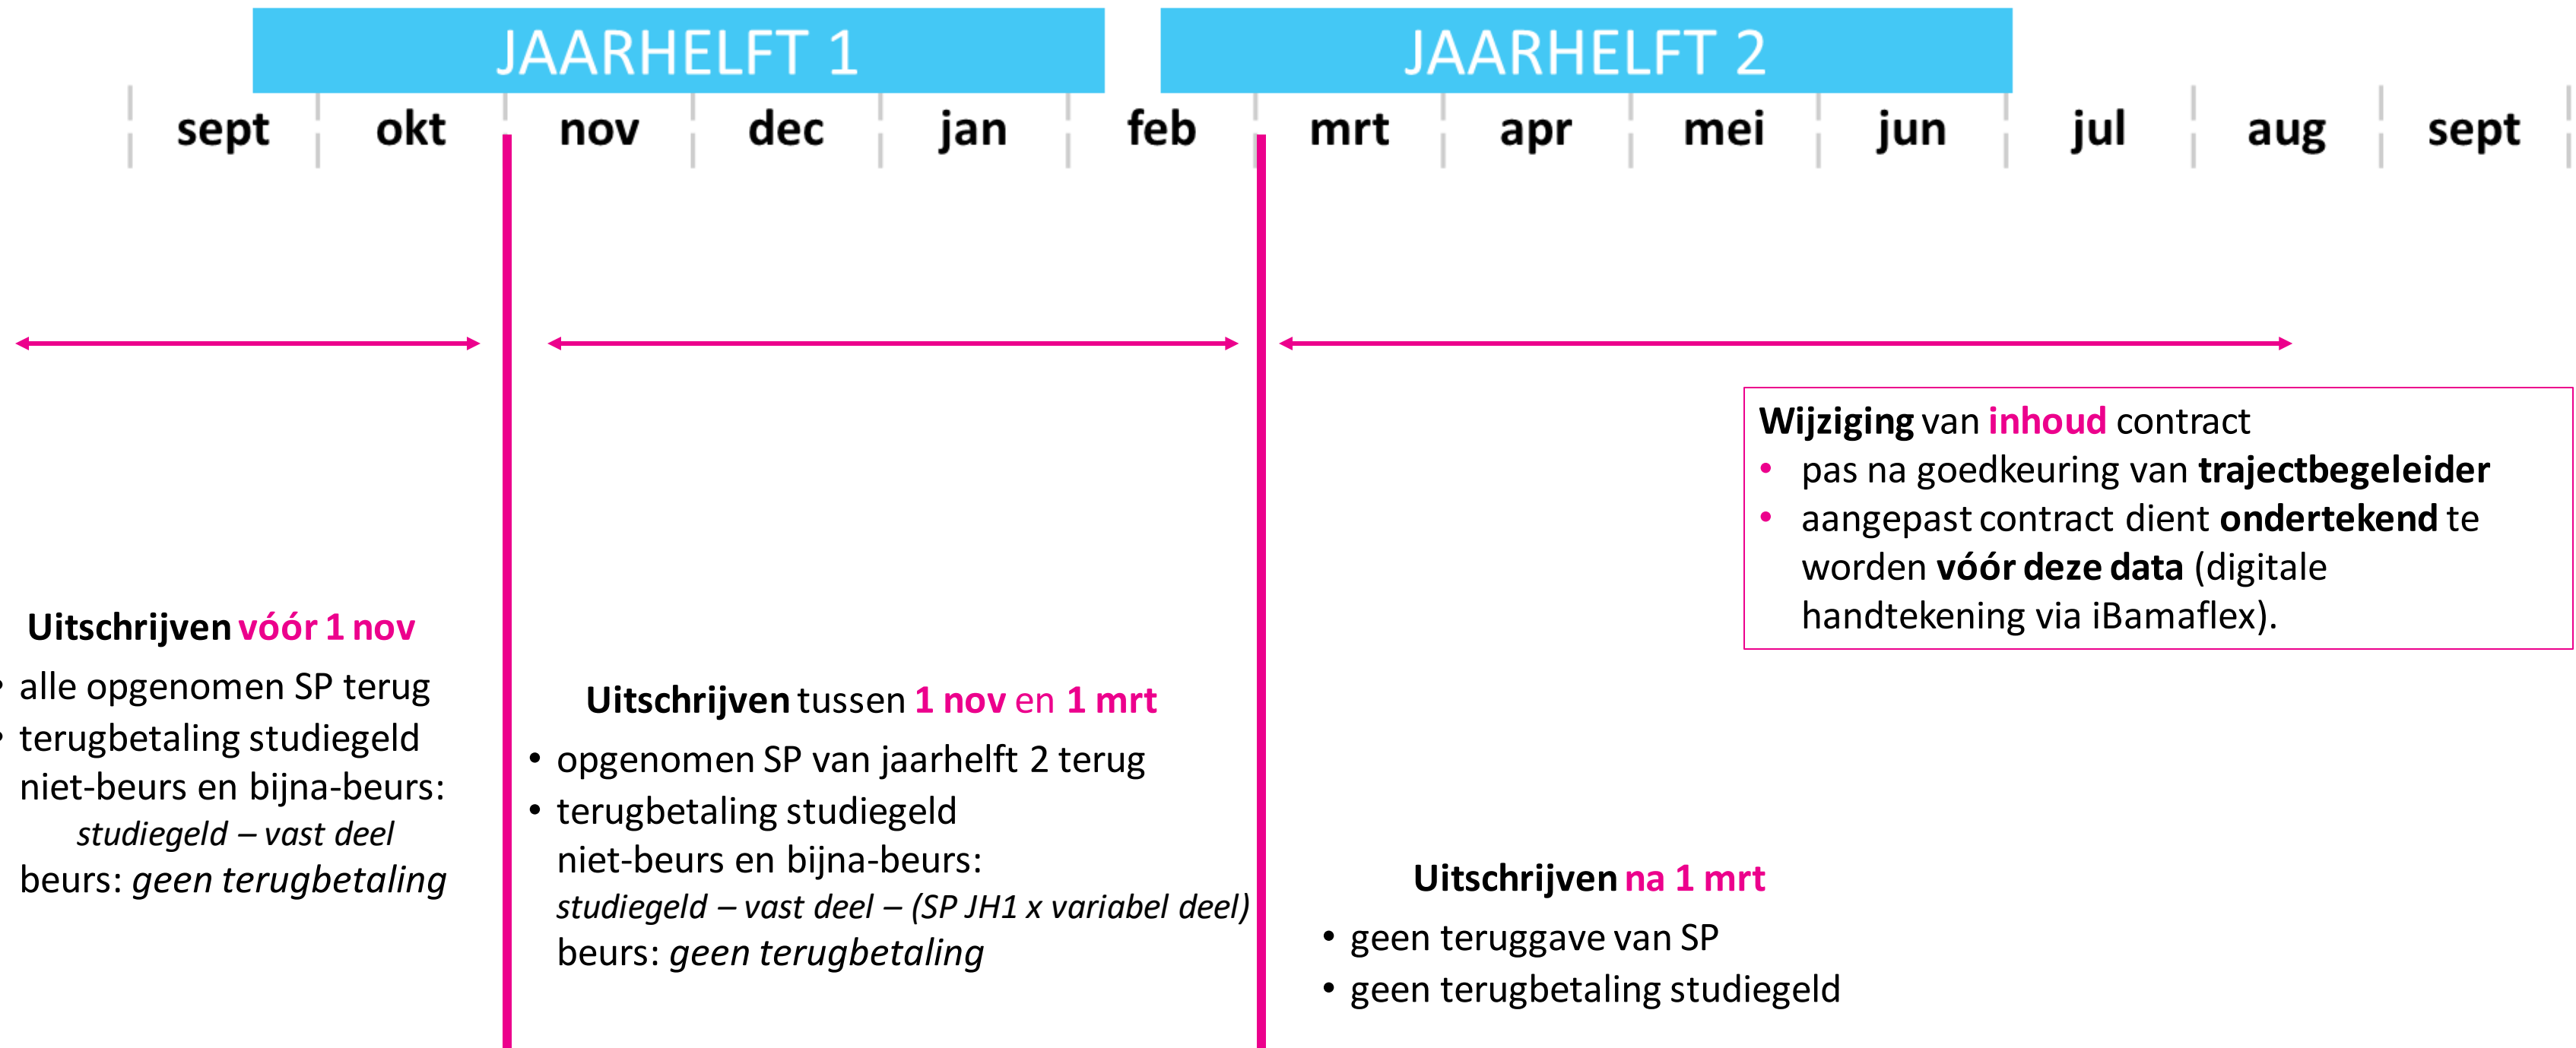 JAARHELFT 1 JAARHELFT 2
sept okt nov dec jan feb mrt apr mei jun jul aug sept
Wijziging van inhoud contract
• pas na goedkeuring van trajectbegeleider
• aangepast contract dient ondertekend te
worden vóór deze data (digitale
handtekening via iBamaflex).
Uitschrijven vóór 1 nov
• alle opgenomen SP terug
• terugbetaling studiegeld
niet-beurs en bijna-beurs:
studiegeld – vast deel
beurs: geen terugbetaling
Uitschrijven tussen 1 nov en 1 mrt
• opgenomen SP van jaarhelft 2 terug
• terugbetaling studiegeld
niet-beurs en bijna-beurs:
studiegeld – vast deel – (SP JH1 x variabel deel)
beurs: geen terugbetaling
Uitschrijven na 1 mrt
• geen teruggave van SP
• geen terugbetaling studiegeld